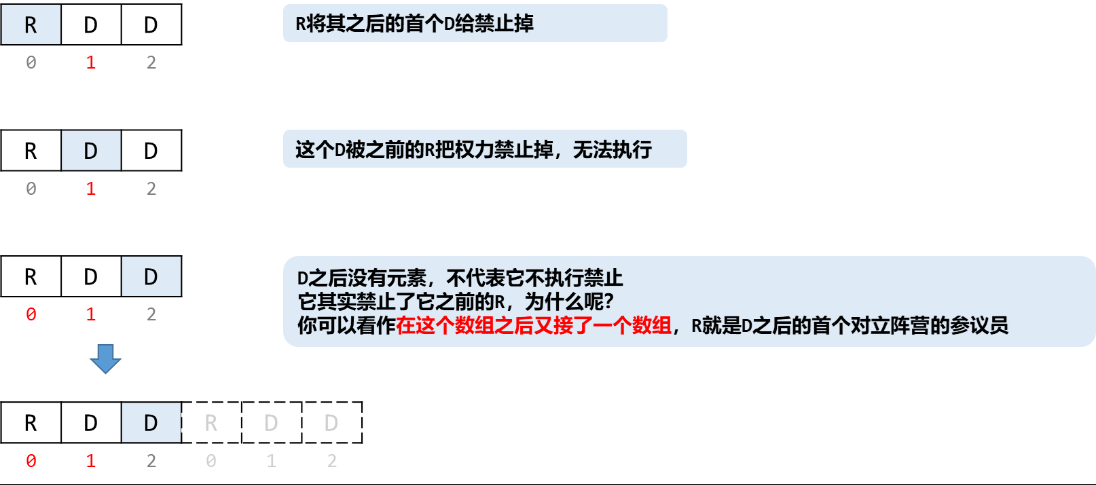 R D D
R将其之后的首个D给禁止掉
0 1 2
R D D
这个D被之前的R把权力禁止掉，无法执行
0 1 2
R D D
D之后没有元素，不代表它不执行禁止
它其实禁止了它之前的R，为什么呢？
你可以看作在这个数组之后又接了一个数组，R就是D之后的首个对立阵营的参议员
0 1 2
R D D R D D
0 1 2 0 1 2